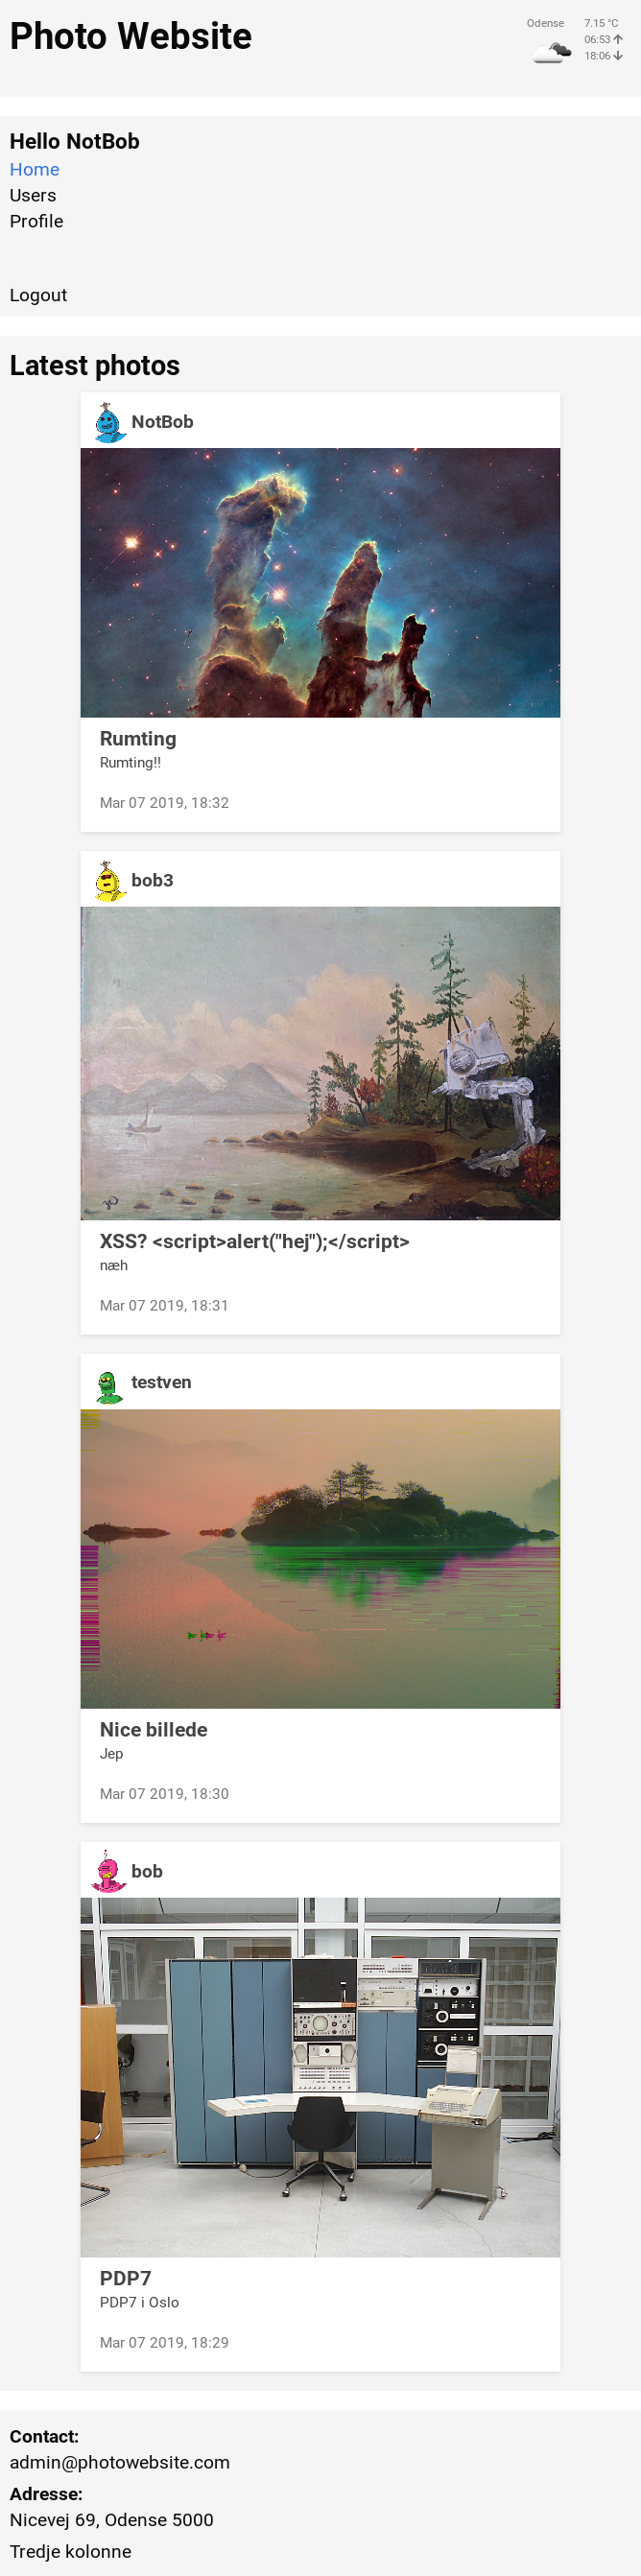 Photo Website
Odense
7.15 °C
06:53
18:06
Hello NotBob
Home
Users
Profile
Logout
Latest photos
NotBob
Rumting
Rumting!!
Mar 07 2019, 18:32
bob3
XSS? <script>alert("hej");</script>
næh
Mar 07 2019, 18:31
testven
Nice billede
Jep
Mar 07 2019, 18:30
bob
PDP7
PDP7 i Oslo
Mar 07 2019, 18:29
Contact:
admin@photowebsite.com
Adresse:
Nicevej 69, Odense 5000
Tredje kolonne